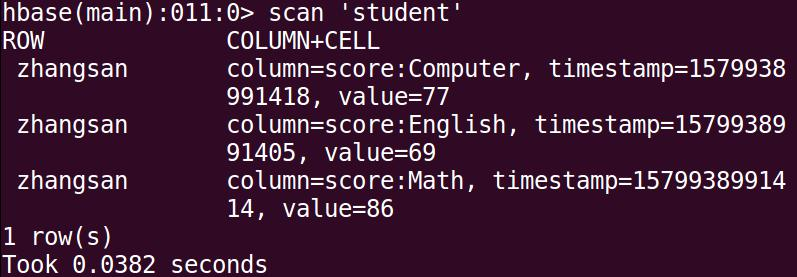 hbase(main):011:0> scan 'student'
ROW COLUMN+CELL
zhangsan column=score:Computer, timestamp=1579938
991418, value=77
zhangsan column=score:English, timestamp=15799389
91405, value=69
zhangsan column=score:Math, timestamp=15799389914
14, value=86
1 row(s)
Took 0.0382 seconds